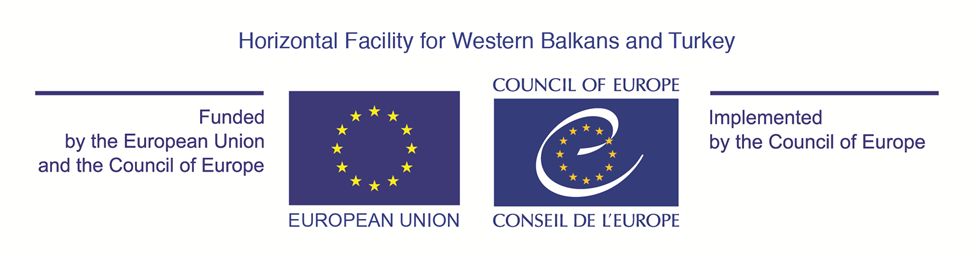 Horizontal Facility for Western Balkans and Turkey
Funded
by the European Union
and the Council of Europe
EUROPEAN UNION
COUNCIL OF EUROPE
CONSEIL DE L'EUROPE
Implemented
by the Council of Europe